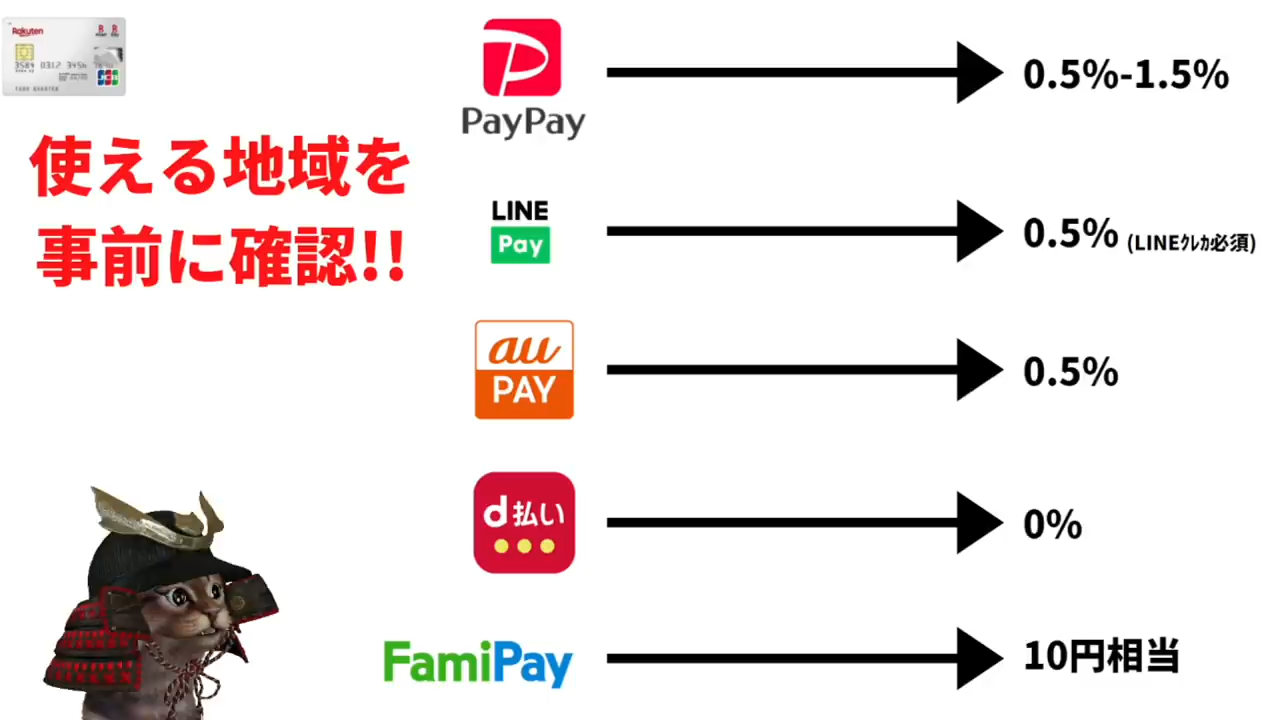 Rakuten
使える地域を
事前に確認!!
PayPay
0.5%-1.5%
LINE
Pay
0.5% (LINEｸﾚｶ必須)
au
PAY
0.5%
d払い
0%
FamiPay
10円相当
JCB